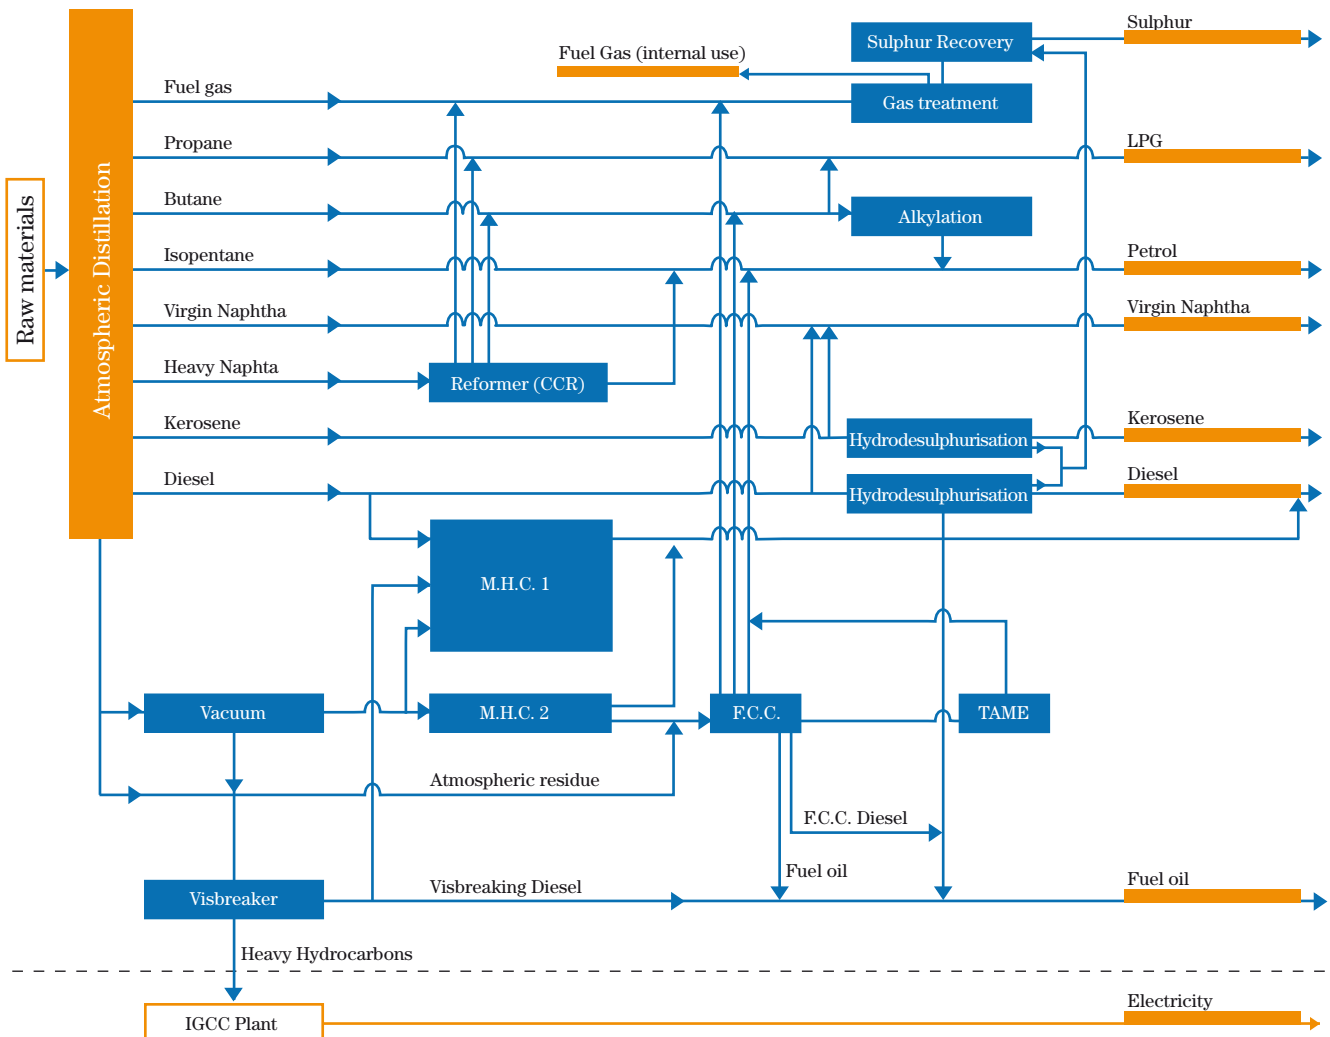 Sulphur
Sulphur Recovery
Fuel Gas (internal use)
Fuel gas
Gas treatment
Propane
LPG
Raw materials
Atmospheric Distillation
Butane
Alkylation
Isopentane
Petrol
Virgin Naphtha
Virgin Naphtha
Heavy Naphta
Reformer (CCR)
Kerosene
Hydrodesulphurisation
Kerosene
Diesel
Hydrodesulphurisation
Diesel
M.H.C. 1
Vacuum
M.H.C. 2
F.C.C.
TAME
Atmospheric residue
F.C.C. Diesel
Fuel oil
Visbreaker
Visbreaking Diesel
Fuel oil
Heavy Hydrocarbons
IGCC Plant
Electricity